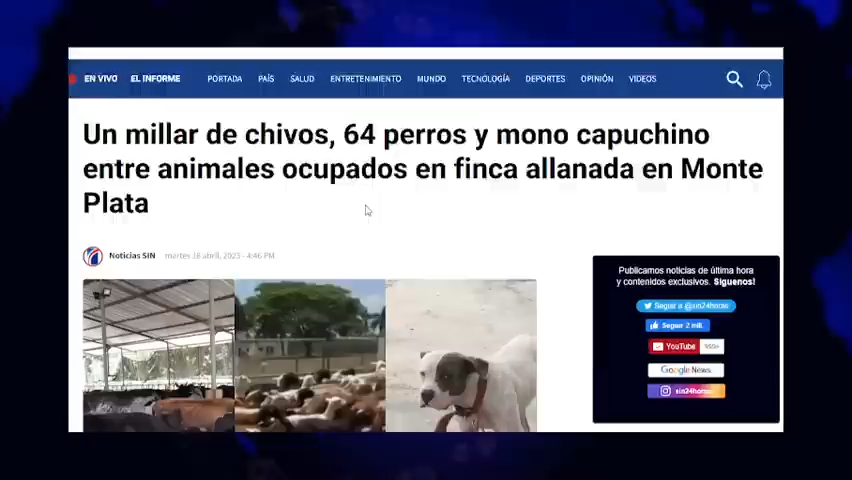 EN VIVO EL INFORME PORTADA PAÍS SALUD ENTRETENIMIENTO MUNDO TECNOLOGÍA DEPORTES OPINIÓN VIDEOS
Un millar de chivos, 64 perros y mono capuchino
entre animales ocupados en finca allanada en Monte
Plata
Noticias SIN martes 18 abril, 2023 - 4:46 PM
Publicamos noticias de última hora
y contenidos exclusivos. Síguenos!
Seguir a @sin24horas
Seguir 2 mill.
YouTube
Google News
sin24horas